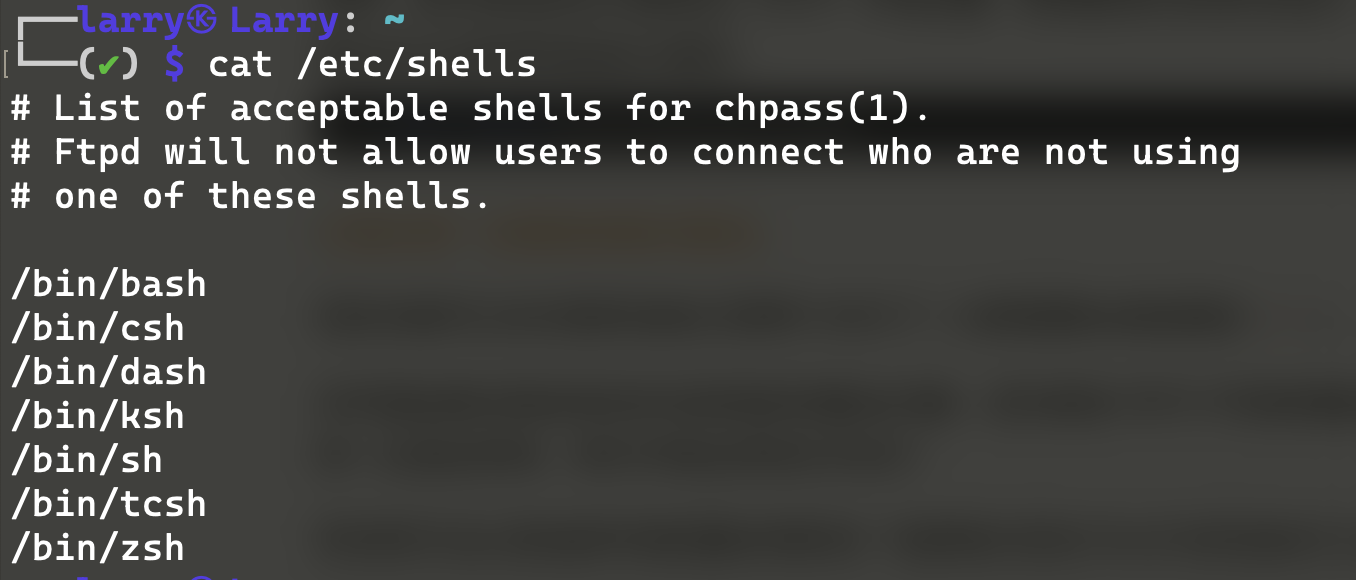 ┌──larry㉿Larry: ~
└──(✔) $ cat /etc/shells
# List of acceptable shells for chpass(1).
# Ftpd will not allow users to connect who are not using
# one of these shells.
/bin/bash
/bin/csh
/bin/dash
/bin/ksh
/bin/sh
/bin/tcsh
/bin/zsh